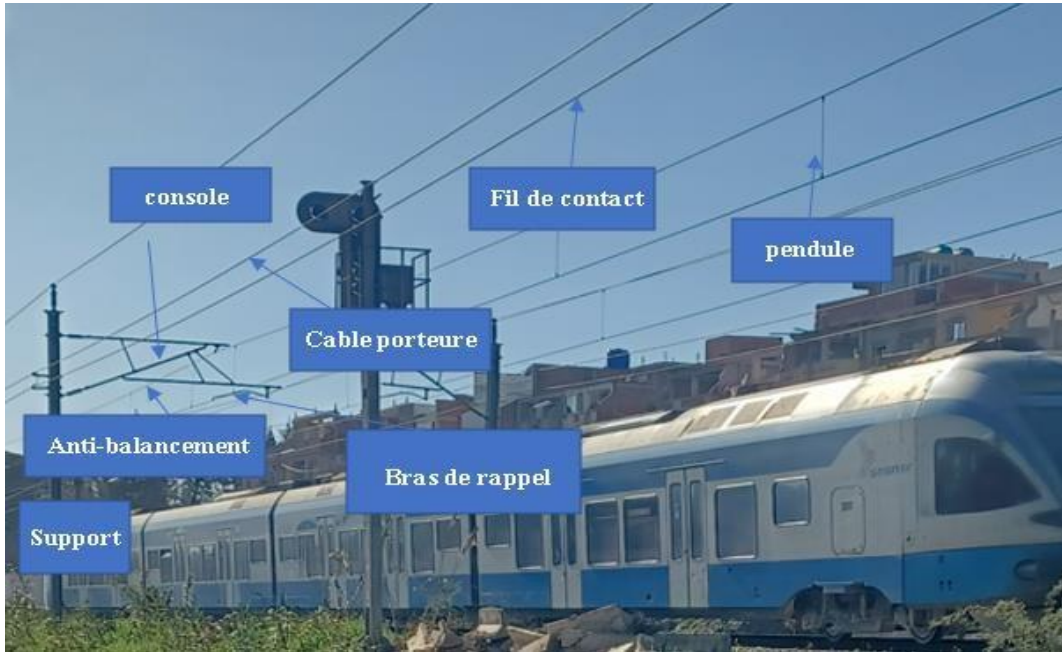 console
Fil de contact
pendule
Cable porteure
Anti-balancement
Bras de rappel
Support